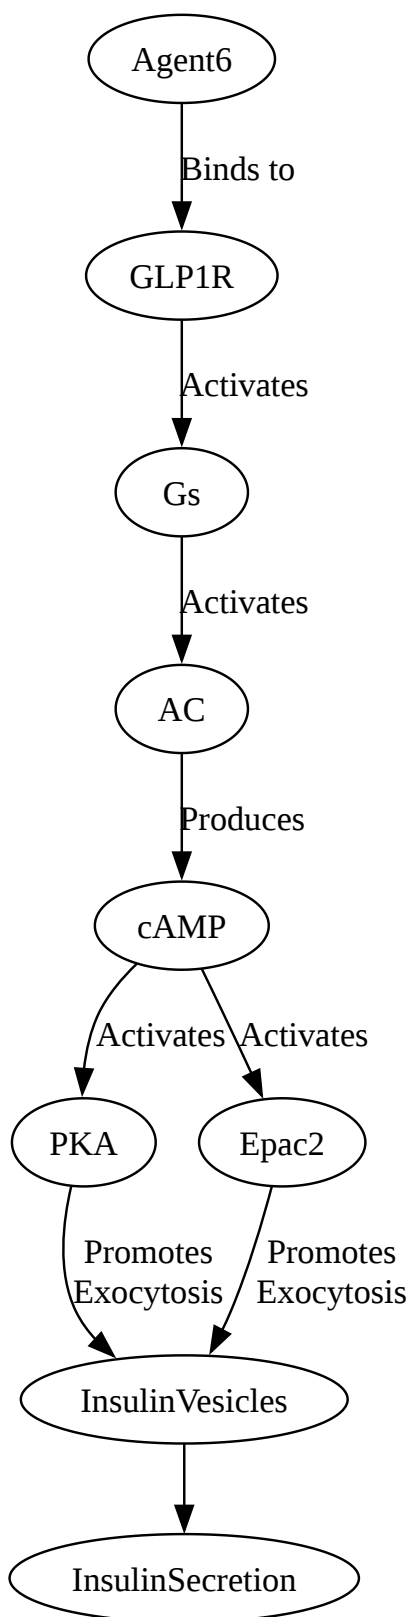 Agent6
Binds to
GLP1R
Activates
Gs
Activates
AC
Produces
cAMP
Activates
Activates
PKA
Epac2
Promotes
Exocytosis
Promotes
Exocytosis
InsulinVesicles
InsulinSecretion